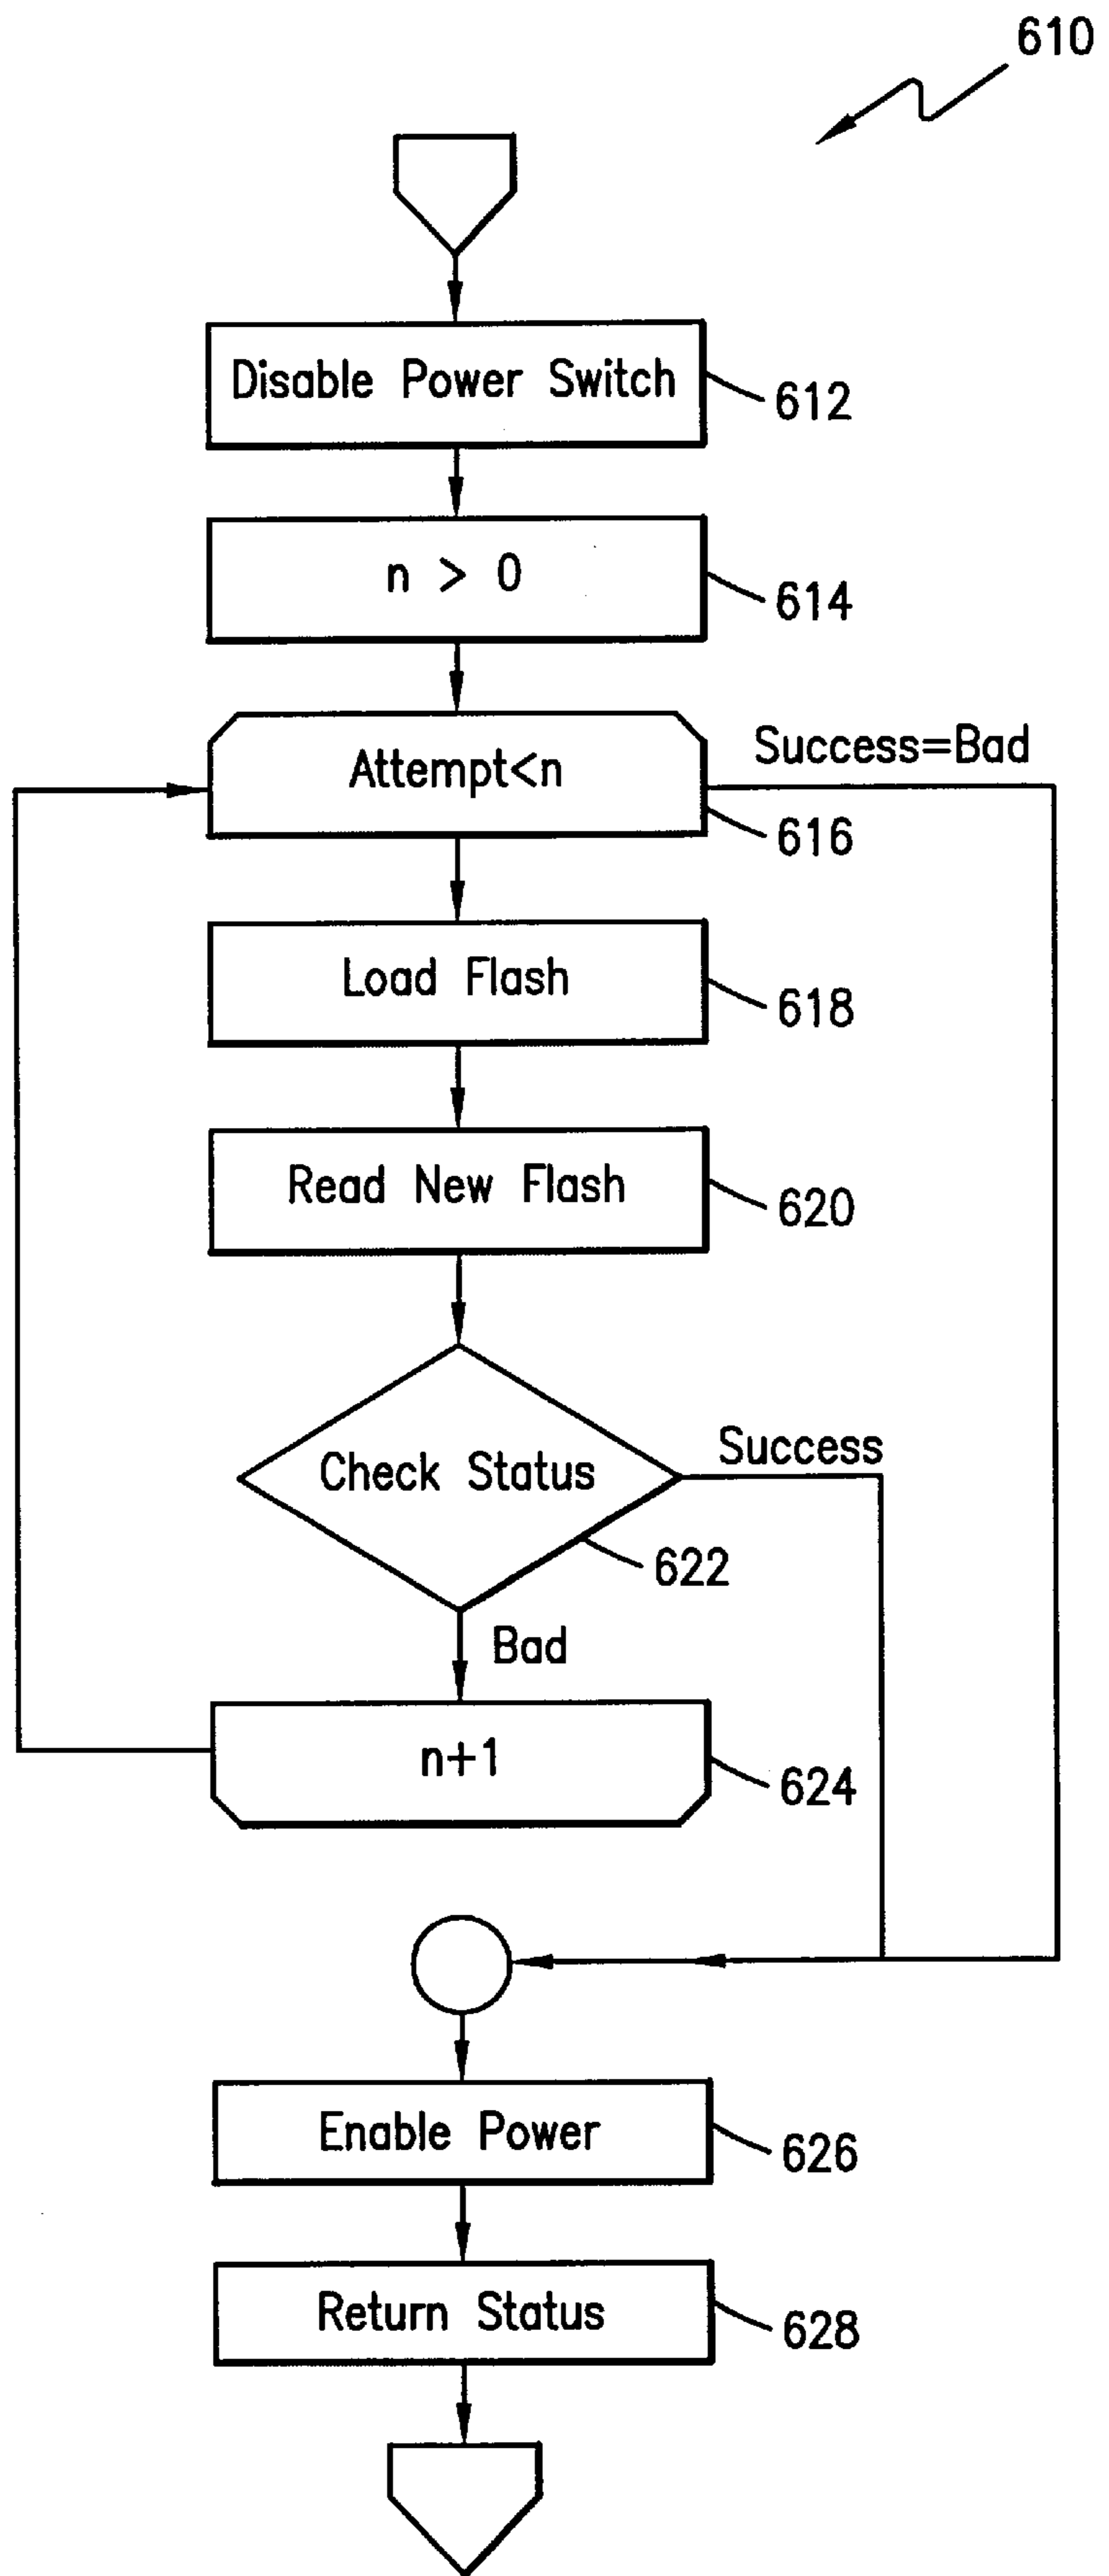 610
Disable Power Switch
612
n > 0
614
Attempt<n
Success=Bad
616
Load Flash
618
Read New Flash
620
Check Status
Success
622
Bad
n+1
624
Enable Power
626
Return Status
628